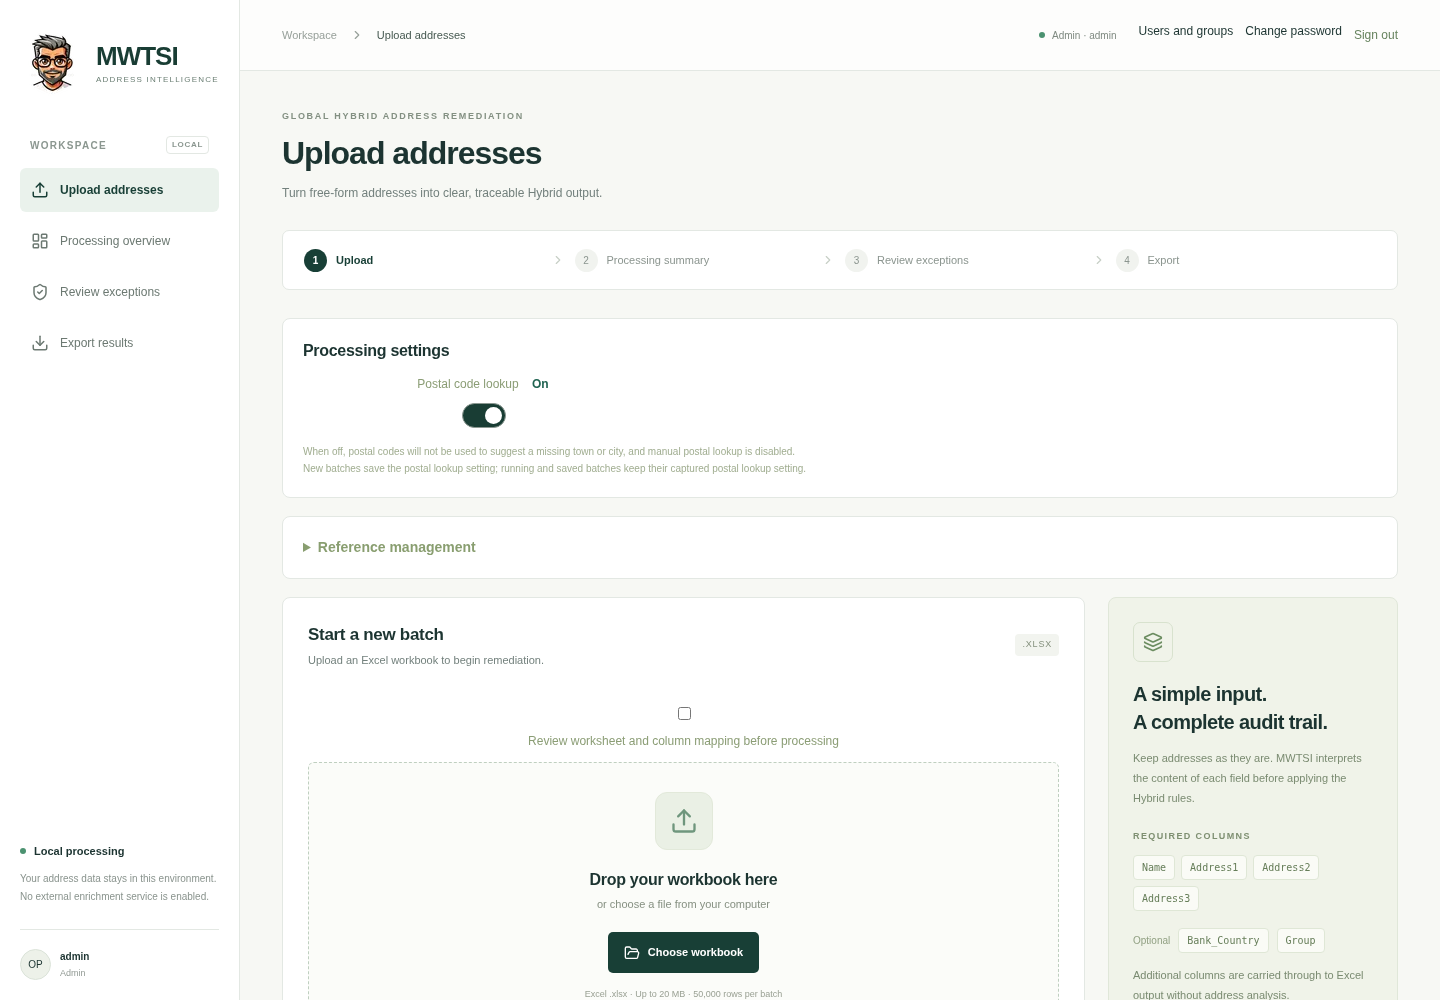 MWTSI
ADDRESS INTELLIGENCE
WORKSPACE
LOCAL
Upload addresses
Processing overview
Review exceptions
Export results
Local processing
Your address data stays in this environment.
No external enrichment service is enabled.
OP
admin
Admin
Workspace
Upload addresses
Admin · admin
Users and groups
Change password
Sign out
GLOBAL HYBRID ADDRESS REMEDIATION
Upload addresses
Turn free-form addresses into clear, traceable Hybrid output.
1 Upload
2 Processing summary
3 Review exceptions
4 Export
Processing settings
Postal code lookup On
When off, postal codes will not be used to suggest a missing town or city, and manual postal lookup is disabled.
New batches save the postal lookup setting; running and saved batches keep their captured postal lookup setting.
Reference management
Start a new batch
Upload an Excel workbook to begin remediation.
.XLSX
Review worksheet and column mapping before processing
Drop your workbook here
or choose a file from your computer
Choose workbook
Excel .xlsx · Up to 20 MB · 50,000 rows per batch
A simple input.
A complete audit trail.
Keep addresses as they are. MWTSI interprets
the content of each field before applying the
Hybrid rules.
REQUIRED COLUMNS
Name Address1 Address2
Address3
Optional Bank_Country Group
Additional columns are carried through to Excel
output without address analysis.